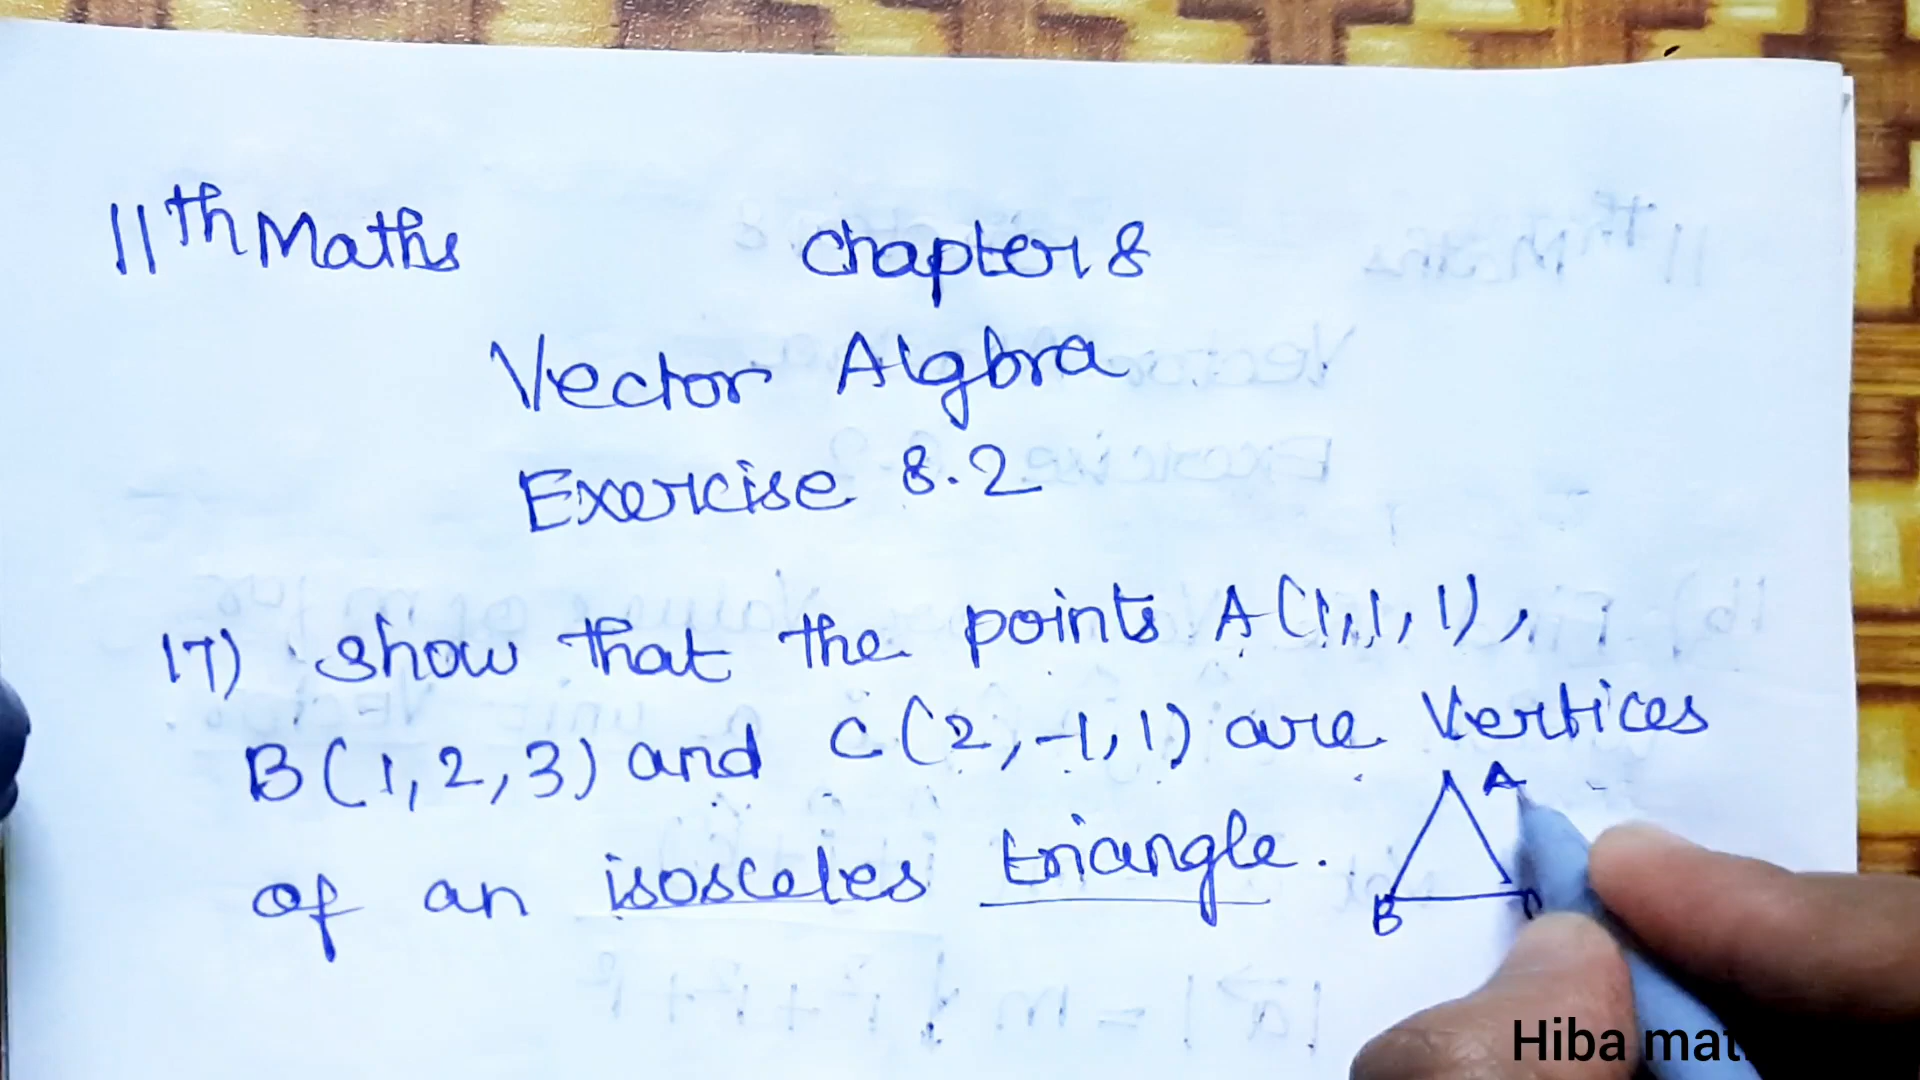 11th Maths Chapter 8
Vector Algbra
Exercise 8.2
17) Show that the points A(1,1,1),
B(1,2,3) and C(2,-1,1) are Vertices
of an isosceles triangle.
A
B C
Hiba mat